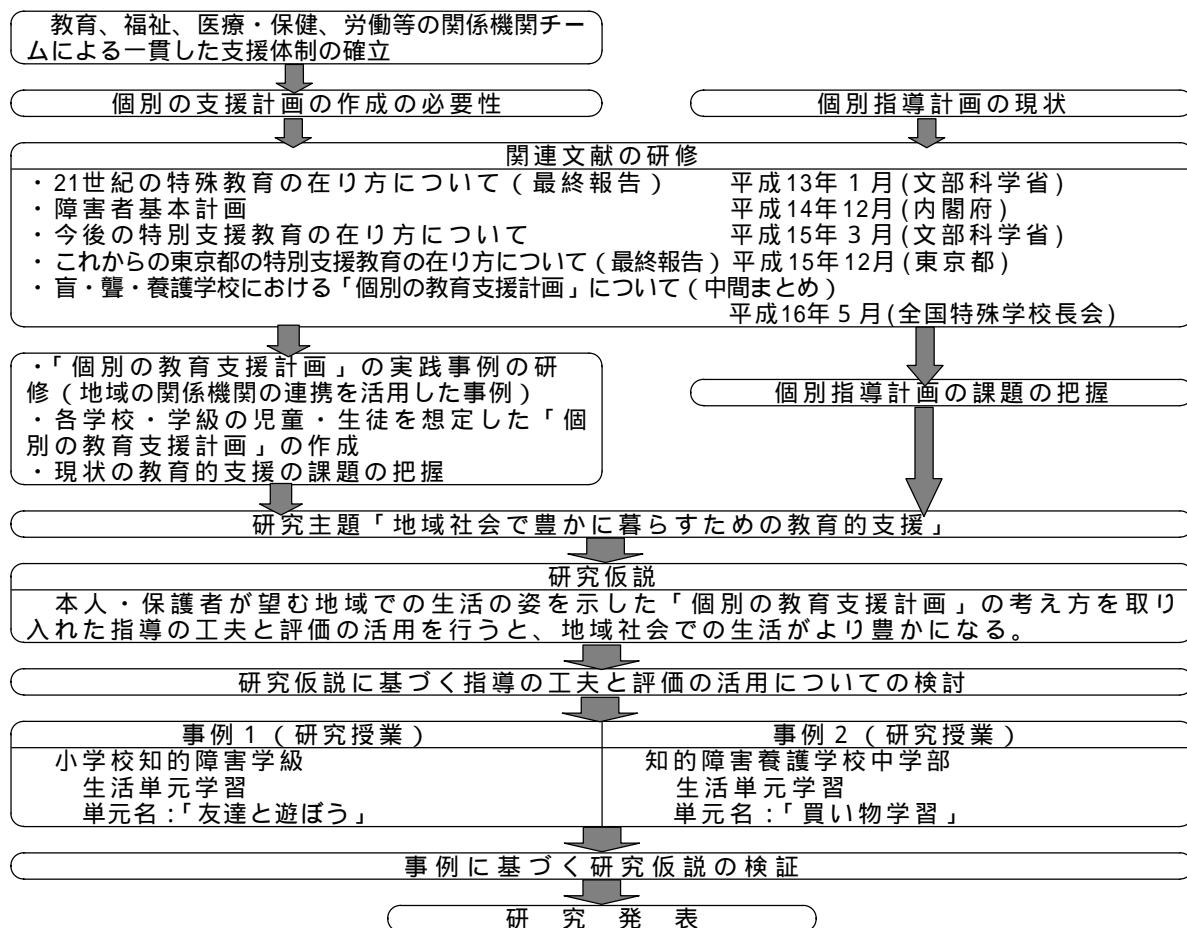 教育、福祉、医療・保健、労働等の関係機関チー
ムによる一貫した支援体制の確立
個別の支援計画の作成の必要性
個別指導計画の現状
関連文献の研修
・21世紀の特殊教育の在り方について（最終報告） 平成13年１月(文部科学省)
・障害者基本計画 平成14年12月(内閣府)
・今後の特別支援教育の在り方について 平成15年３月(文部科学省)
・これからの東京都の特別支援教育の在り方について（最終報告）平成15年12月(東京都)
・盲・聾・養護学校における「個別の教育支援計画」について（中間まとめ）
平成16年５月(全国特殊学校長会)
・「個別の教育支援計画」の実践事例の研
修（地域の関係機関の連携を活用した事例）
・各学校・学級の児童・生徒を想定した「個
別の教育支援計画」の作成
・現状の教育的支援の課題の把握
個別指導計画の課題の把握
研究主題「地域社会で豊かに暮らすための教育的支援」
研究仮説
本人・保護者が望む地域での生活の姿を示した「個別の教育支援計画」の考え方を取り
入れた指導の工夫と評価の活用を行うと、地域社会での生活がより豊かになる。
研究仮説に基づく指導の工夫と評価の活用についての検討
事例１（研究授業）
小学校知的障害学級
生活単元学習
単元名：「友達と遊ぼう」
事例２（研究授業）
知的障害養護学校中学部
生活単元学習
単元名：「買い物学習」
事例に基づく研究仮説の検証
研究発表